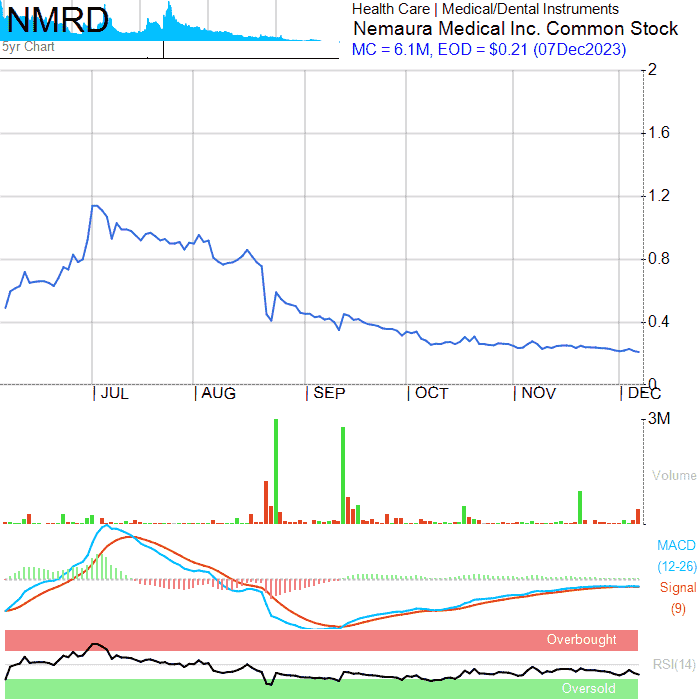 NMRD
5yr Chart
Health Care | Medical/Dental Instruments
Nemaura Medical Inc. Common Stock
MC = 6.1M, EOD = $0.21 (07Dec2023)
2
1.6
1.2
0.8
0.4
0
JUL AUG SEP OCT NOV DEC
3M
Volume
MACD
(12-26)
Signal
(9)
Overbought
RSI(14)
Oversold